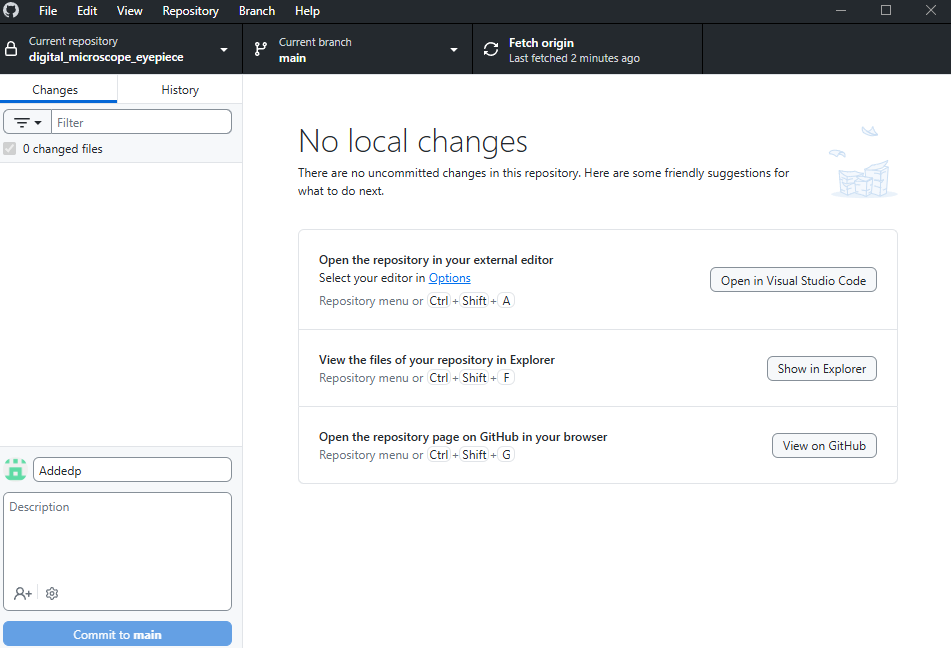 File Edit View Repository Branch Help
Current repository
digital_microscope_eyepiece
Current branch
main
Fetch origin
Last fetched 2 minutes ago
Changes
History
Filter
0 changed files
No local changes
There are no uncommitted changes in this repository. Here are some friendly suggestions for
what to do next.
Open the repository in your external editor
Select your editor in Options
Repository menu or Ctrl + Shift + A
Open in Visual Studio Code
View the files of your repository in Explorer
Repository menu or Ctrl + Shift + F
Show in Explorer
Open the repository page on GitHub in your browser
Repository menu or Ctrl + Shift + G
View on GitHub
Addedp
Description
Commit to main